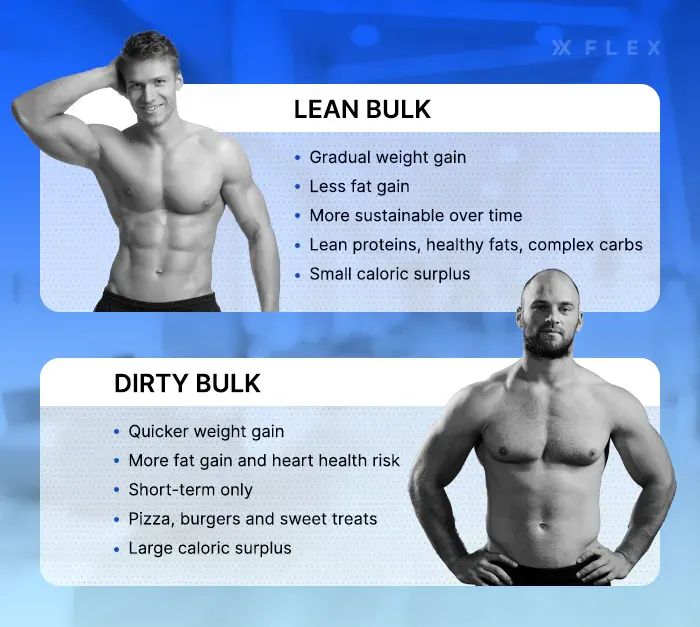 FLEX
LEAN BULK
• Gradual weight gain
• Less fat gain
• More sustainable over time
• Lean proteins, healthy fats, complex carbs
• Small caloric surplus
DIRTY BULK
• Quicker weight gain
• More fat gain and heart health risk
• Short-term only
• Pizza, burgers and sweet treats
• Large caloric surplus